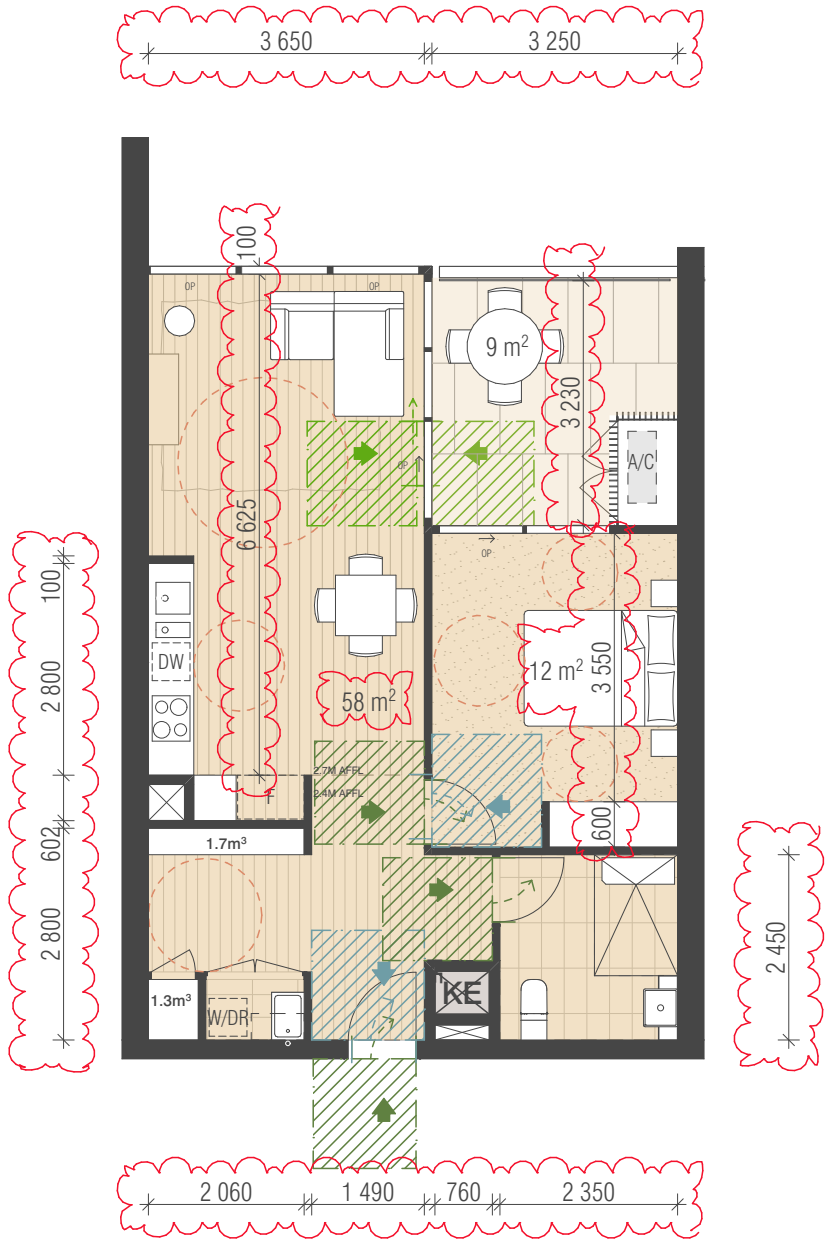 3 650
3 250
100
OP
OP
9 m²
3 230
A/C
OP
6 625
OP
100
DW
2 800
12 m²
3 550
58 m²
2.7M AFFL
F
2.4M AFFL
600
602
1.7m³
2 800
2 450
1.3m³
W/DR
KE
2 060
1 490
760
2 350